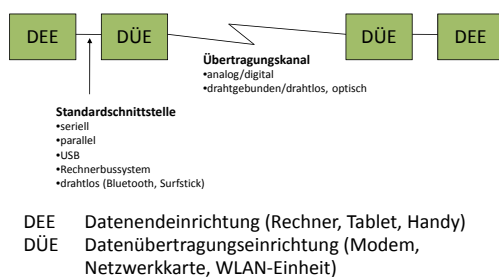 DEE DÜE DÜE DEE
Übertragungskanal
•analog/digital
•drahtgebunden/drahtlos, optisch
Standardschnittstelle
•seriell
•parallel
•USB
•Rechnerbussystem
•drahtlos (Bluetooth, Surfstick)
DEE Datenendeinrichtung (Rechner, Tablet, Handy)
DÜE Datenübertragungseinrichtung (Modem,
Netzwerkkarte, WLAN-Einheit)